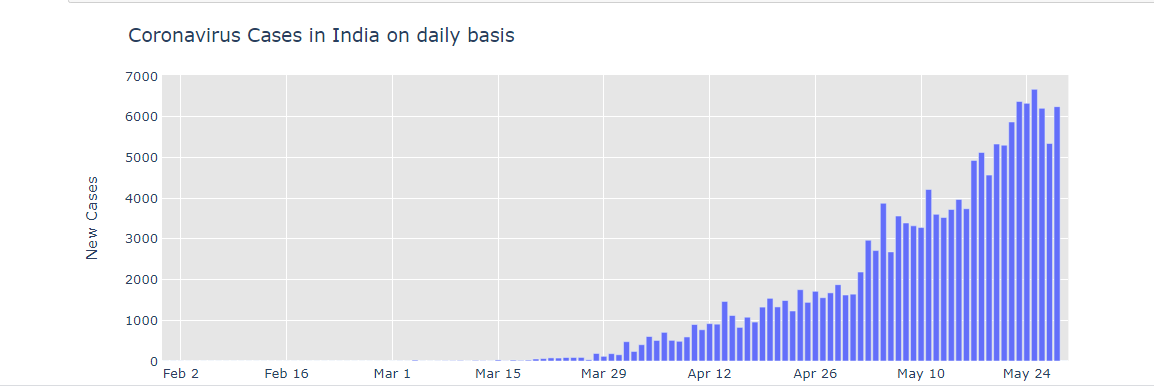 Coronavirus Cases in India on daily basis
7000
6000
5000
4000
3000
2000
1000
0
New Cases
Feb 2 Feb 16 Mar 1 Mar 15 Mar 29 Apr 12 Apr 26 May 10 May 24